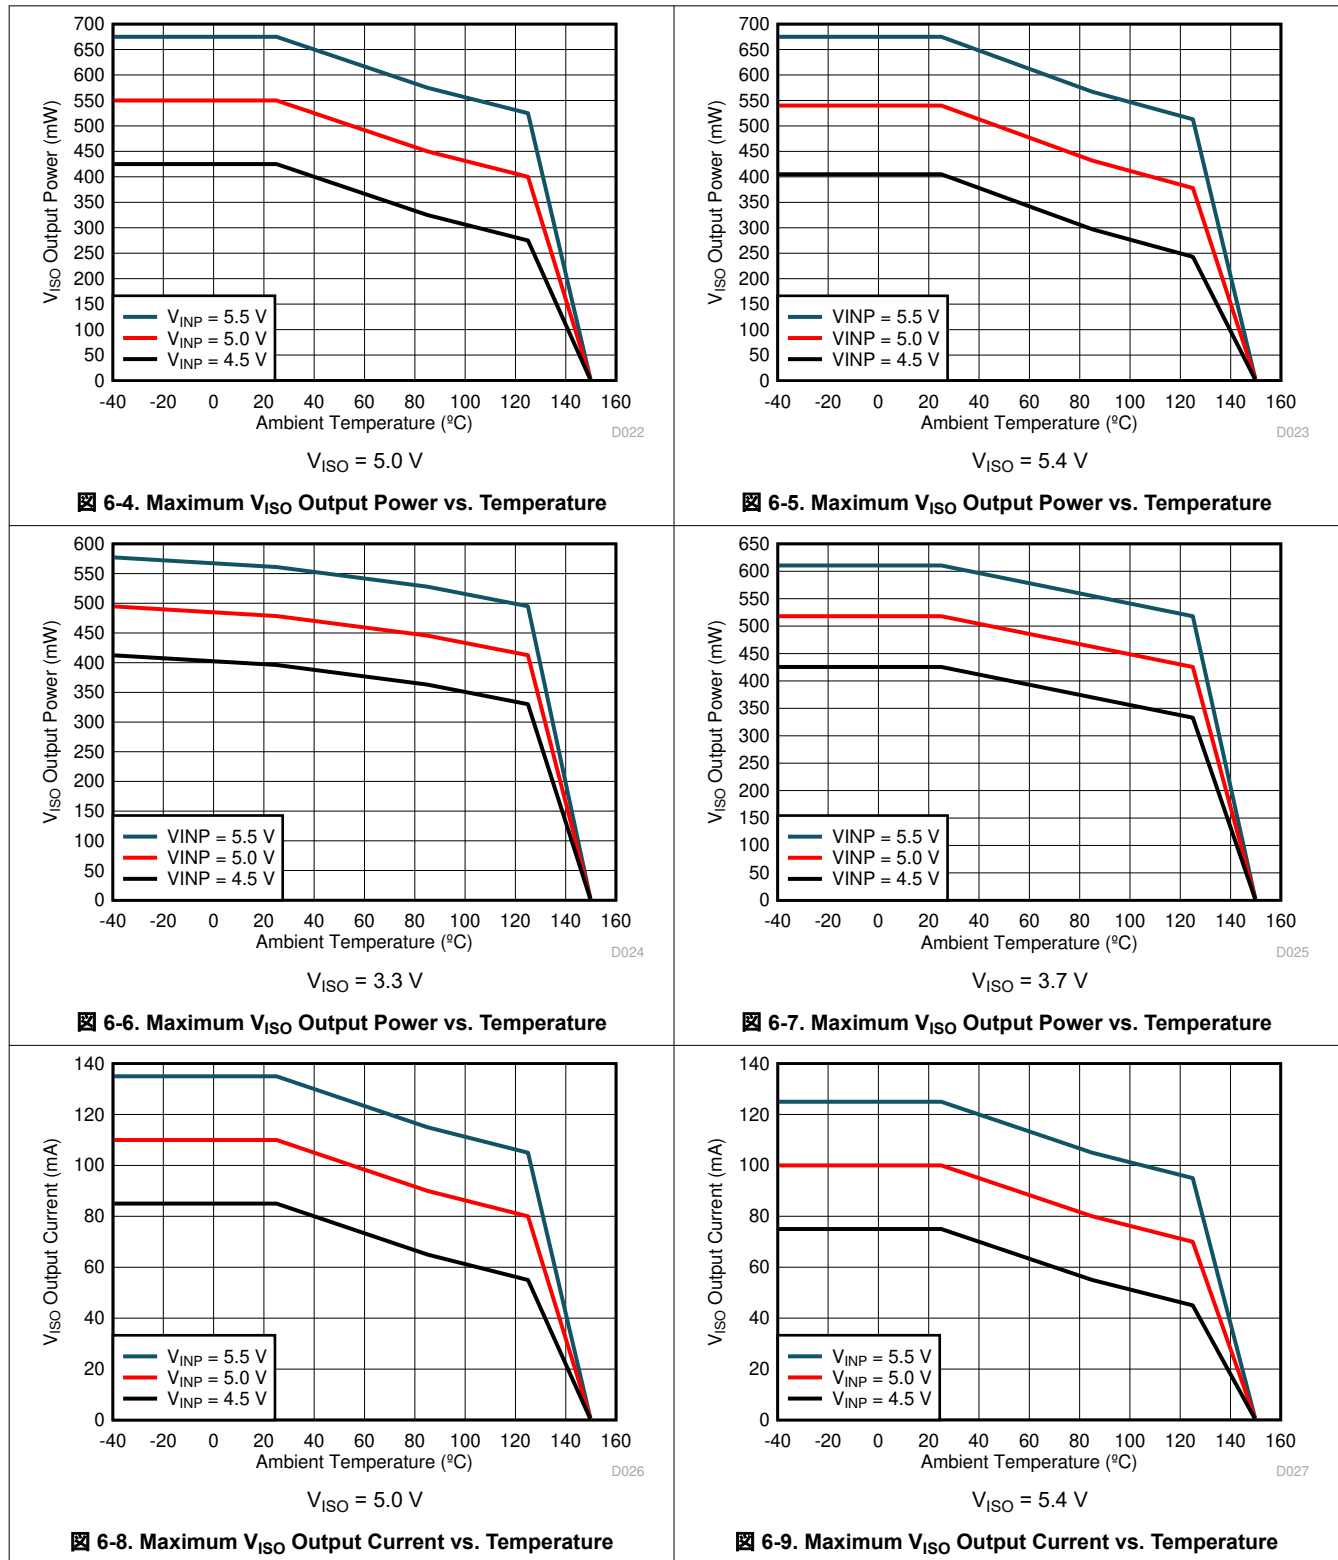 700
650
600
550
500
450
400
350
300
250
200
150
100
50
0
VISO Output Power (mW)
VINP = 5.5 V
VINP = 5.0 V
VINP = 4.5 V
-40 -20 0 20 40 60 80 100 120 140 160
Ambient Temperature (ºC)
D022
VISO = 5.0 V
図 6-4. Maximum VISO Output Power vs. Temperature
700
650
600
550
500
450
400
350
300
250
200
150
100
50
0
VISO Output Power (mW)
VINP = 5.5 V
VINP = 5.0 V
VINP = 4.5 V
-40 -20 0 20 40 60 80 100 120 140 160
Ambient Temperature (ºC)
D023
VISO = 5.4 V
図 6-5. Maximum VISO Output Power vs. Temperature
600
550
500
450
400
350
300
250
200
150
100
50
0
VISO Output Power (mW)
VINP = 5.5 V
VINP = 5.0 V
VINP = 4.5 V
-40 -20 0 20 40 60 80 100 120 140 160
Ambient Temperature (ºC)
D024
VISO = 3.3 V
図 6-6. Maximum VISO Output Power vs. Temperature
650
600
550
500
450
400
350
300
250
200
150
100
50
0
VISO Output Power (mW)
VINP = 5.5 V
VINP = 5.0 V
VINP = 4.5 V
-40 -20 0 20 40 60 80 100 120 140 160
Ambient Temperature (ºC)
D025
VISO = 3.7 V
図 6-7. Maximum VISO Output Power vs. Temperature
140
120
100
80
60
40
20
0
VISO Output Current (mA)
VINP = 5.5 V
VINP = 5.0 V
VINP = 4.5 V
-40 -20 0 20 40 60 80 100 120 140 160
Ambient Temperature (ºC)
D026
VISO = 5.0 V
図 6-8. Maximum VISO Output Current vs. Temperature
140
120
100
80
60
40
20
0
VISO Output Current (mA)
VINP = 5.5 V
VINP = 5.0 V
VINP = 4.5 V
-40 -20 0 20 40 60 80 100 120 140 160
Ambient Temperature (ºC)
D027
VISO = 5.4 V
図 6-9. Maximum VISO Output Current vs. Temperature